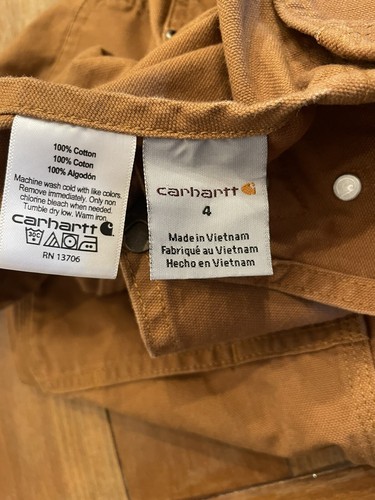 100% Cotton
100% Coton
100% Algodón
Machine wash cold with like colors.
Remove immediately. Only non
chlorine bleach when needed.
Tumble dry low. Warm iron.
carhartt
30C
RN 13706
carhartt
4
Made in Vietnam
Fabriqué au Vietnam
Hecho en Vietnam